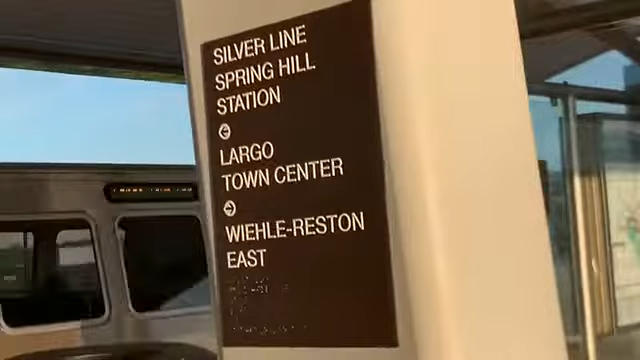 SILVER LINE
SPRING HILL
STATION
LARGO
TOWN CENTER
WIEHLE-RESTON
EAST